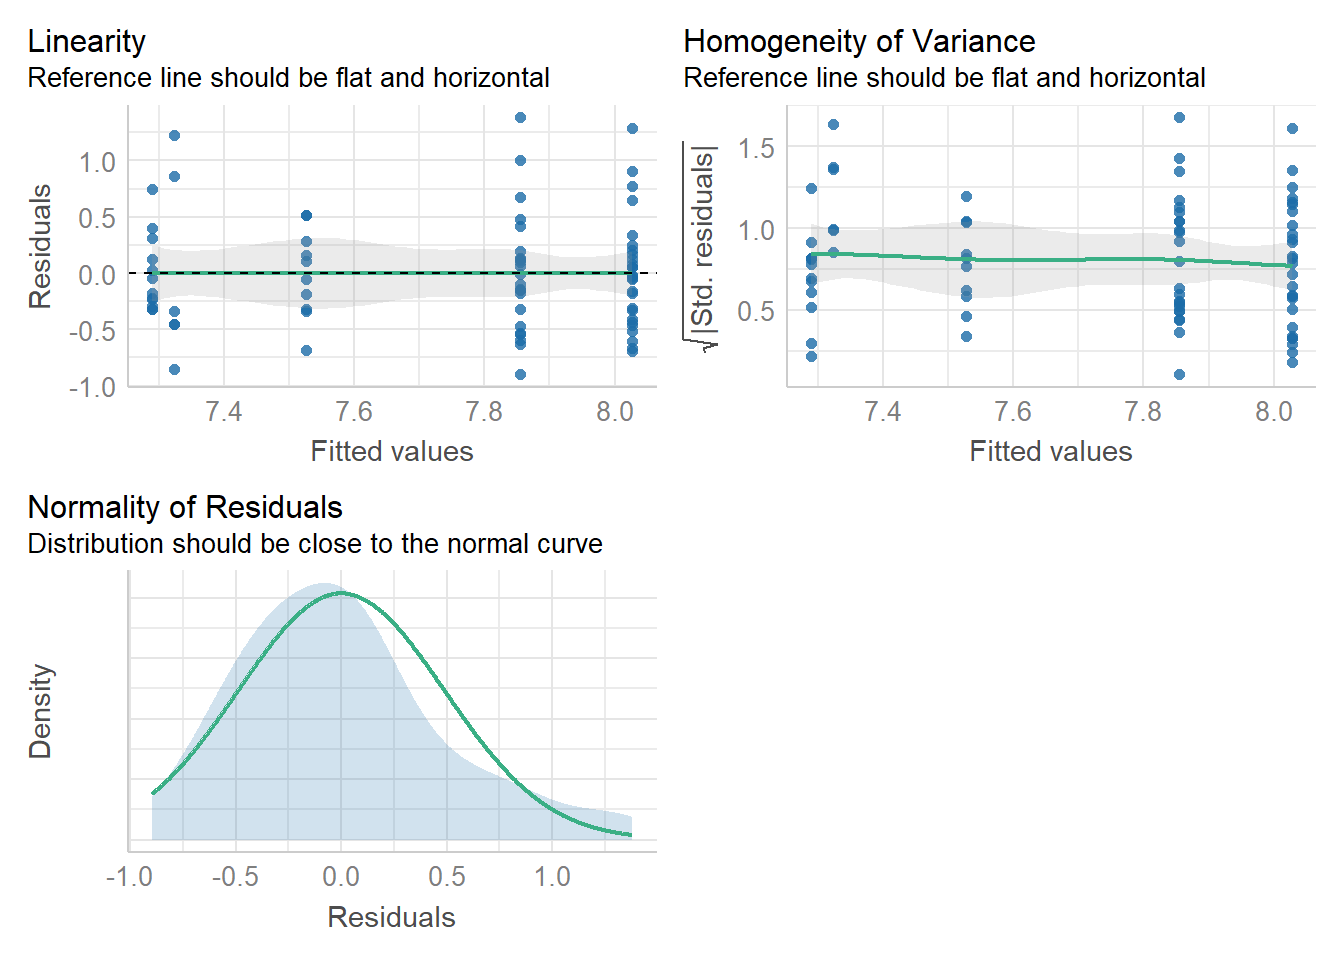 Linearity
Reference line should be flat and horizontal
1.0
0.5
0.0
-0.5
-1.0
Residuals
7.4 7.6 7.8 8.0
Fitted values
Homogeneity of Variance
Reference line should be flat and horizontal
1.5
1.0
0.5
√|Std. residuals|
7.4 7.6 7.8 8.0
Fitted values
Normality of Residuals
Distribution should be close to the normal curve
Density
-1.0 -0.5 0.0 0.5 1.0
Residuals